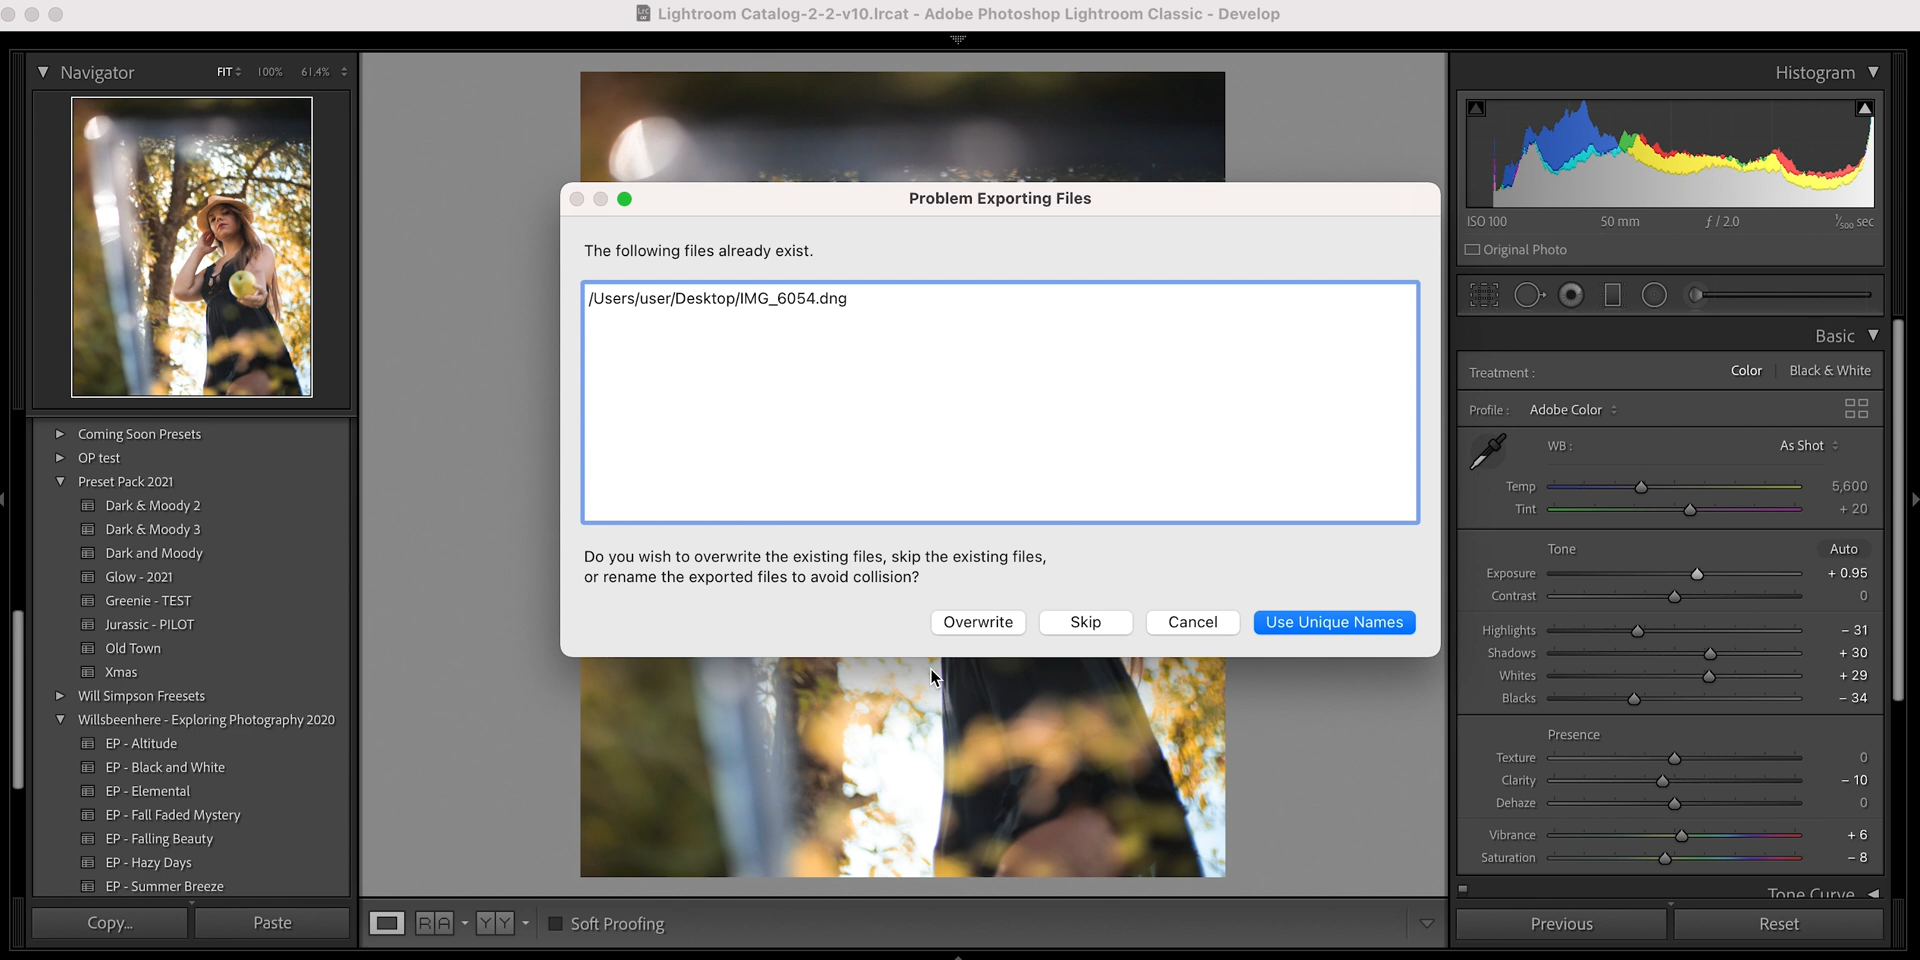 Lightroom Catalog-2-2-v10.lrcat - Adobe Photoshop Lightroom Classic - Develop
Navigator FIT 100% 61.4%
Coming Soon Presets
OP test
Preset Pack 2021
Dark & Moody 2
Dark & Moody 3
Dark and Moody
Glow - 2021
Greenie - TEST
Jurassic - PILOT
Old Town
Xmas
Will Simpson Freesets
Willsbeenhere - Exploring Photography 2020
EP - Altitude
EP - Black and White
EP - Elemental
EP - Fall Faded Mystery
EP - Falling Beauty
EP - Hazy Days
EP - Summer Breeze
Copy... Paste
Problem Exporting Files
The following files already exist.
/Users/user/Desktop/IMG_6054.dng
Do you wish to overwrite the existing files, skip the existing files,
or rename the exported files to avoid collision?
Overwrite Skip Cancel Use Unique Names
RA YY Soft Proofing
Histogram
ISO 100 50 mm ƒ / 2.0 1/500 sec
Original Photo
Basic
Treatment : Color Black & White
Profile : Adobe Color
WB : As Shot
Temp 5,600
Tint + 20
Tone Auto
Exposure + 0.95
Contrast 0
Highlights − 31
Shadows + 30
Whites + 29
Blacks − 34
Presence
Texture 0
Clarity − 10
Dehaze 0
Vibrance + 6
Saturation − 8
Tone Curve
Previous Reset